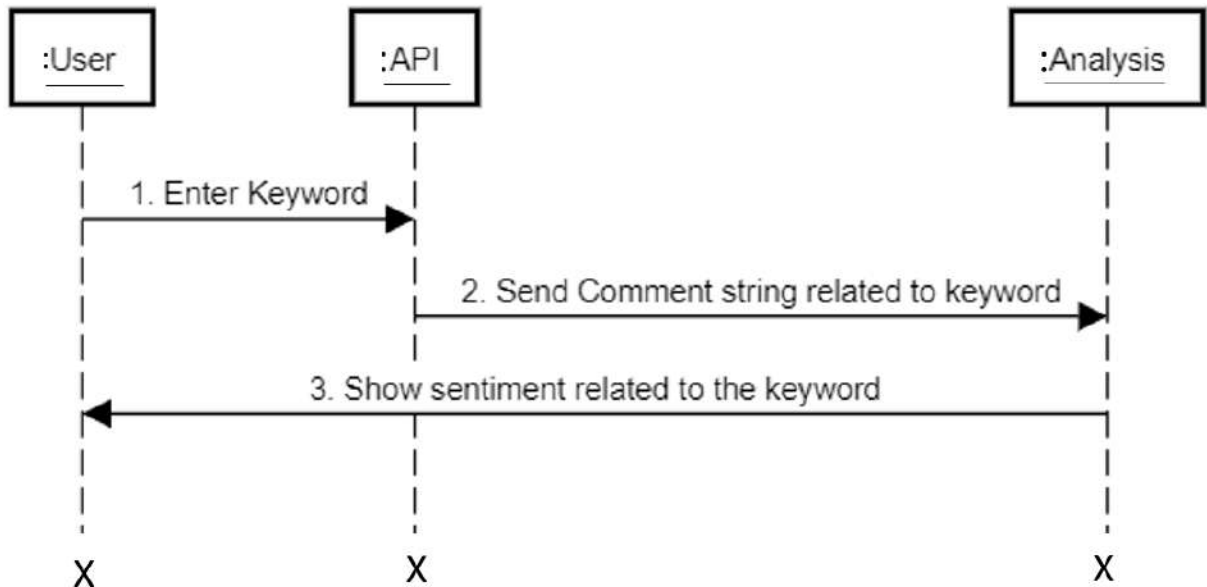 :User
:API
:Analysis
1. Enter Keyword
2. Send Comment string related to keyword
3. Show sentiment related to the keyword
X
X
X